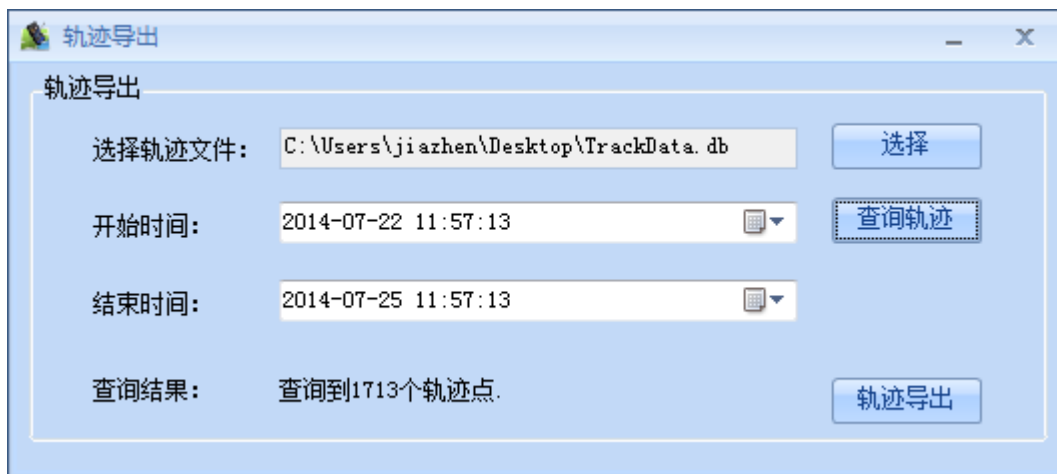 轨迹导出
轨迹导出
选择轨迹文件: C:\Users\jiazhen\Desktop\TrackData.db 选择
开始时间: 2014-07-22 11:57:13 查询轨迹
结束时间: 2014-07-25 11:57:13
查询结果: 查询到1713个轨迹点. 轨迹导出